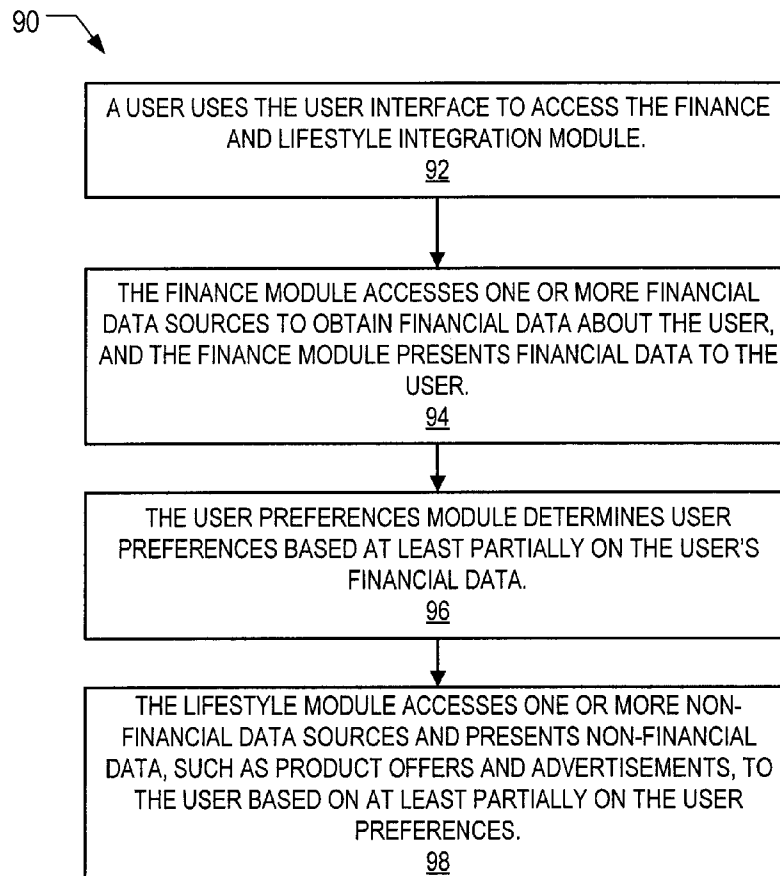 90
A USER USES THE USER INTERFACE TO ACCESS THE FINANCE
AND LIFESTYLE INTEGRATION MODULE.
92
THE FINANCE MODULE ACCESSES ONE OR MORE FINANCIAL
DATA SOURCES TO OBTAIN FINANCIAL DATA ABOUT THE USER,
AND THE FINANCE MODULE PRESENTS FINANCIAL DATA TO THE
USER.
94
THE USER PREFERENCES MODULE DETERMINES USER
PREFERENCES BASED AT LEAST PARTIALLY ON THE USER'S
FINANCIAL DATA.
96
THE LIFESTYLE MODULE ACCESSES ONE OR MORE NON-
FINANCIAL DATA SOURCES AND PRESENTS NON-FINANCIAL
DATA, SUCH AS PRODUCT OFFERS AND ADVERTISEMENTS, TO
THE USER BASED ON AT LEAST PARTIALLY ON THE USER
PREFERENCES.
98